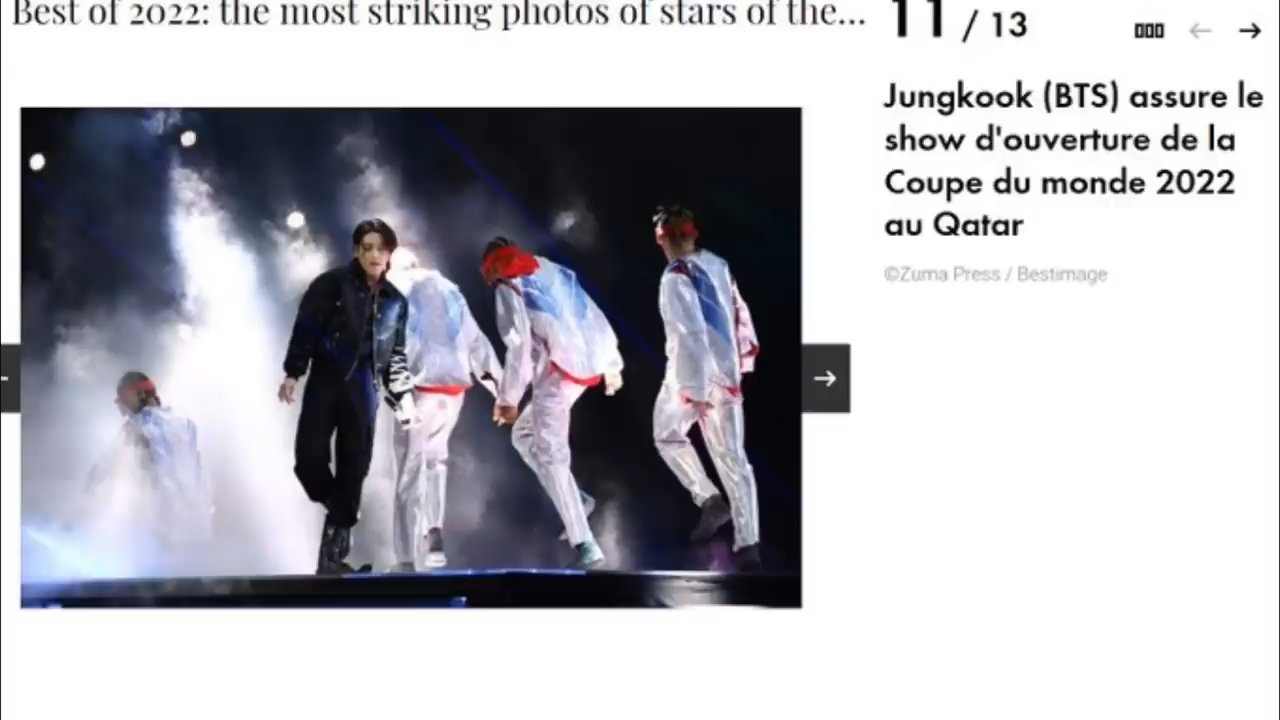 Best of 2022: the most striking photos of stars of the...
11 / 13
Jungkook (BTS) assure le
show d'ouverture de la
Coupe du monde 2022
au Qatar
©Zuma Press / Bestimage